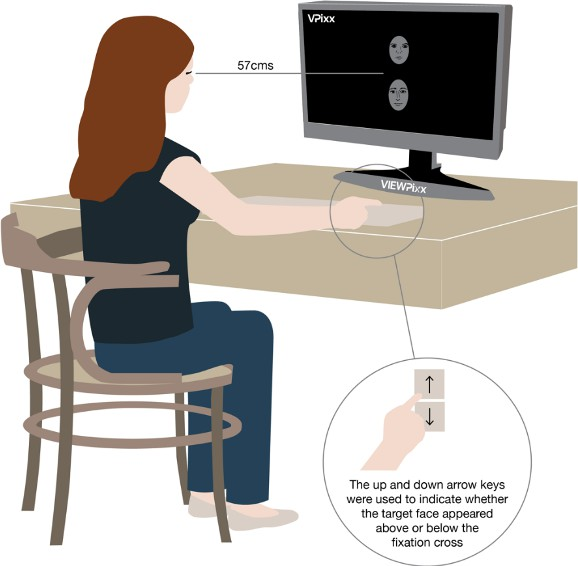 VPixx
57cms
VIEWPixx
↑
↓
The up and down arrow keys
were used to indicate whether
the target face appeared
above or below the
fixation cross